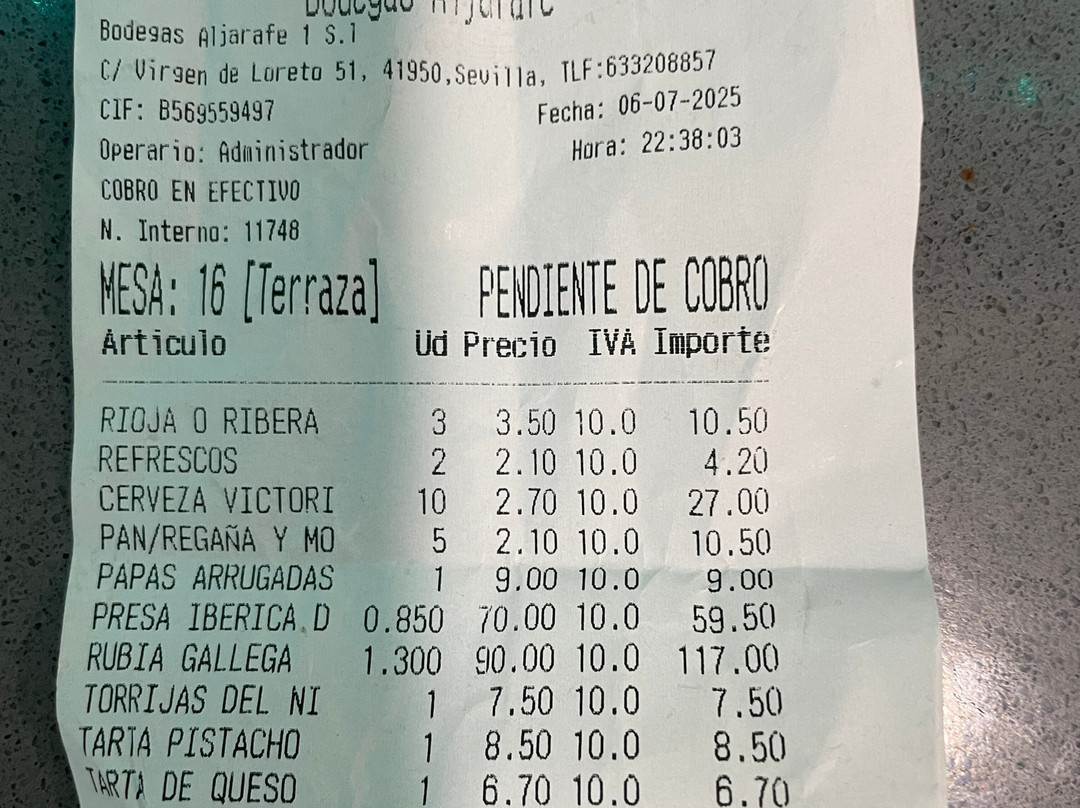 Bodegas Aljarafe
Bodegas Aljarafe 1 S.l
C/ Virgen de Loreto 51, 41950,Sevilla, TLF:633208857
CIF: B569559497 Fecha: 06-07-2025
Operario: Administrador Hora: 22:38:03
COBRO EN EFECTIVO
N. Interno: 11748
MESA: 16 [Terraza] PENDIENTE DE COBRO
Articulo Ud Precio IVA Importe
RIOJA O RIBERA 3 3.50 10.0 10.50
REFRESCOS 2 2.10 10.0 4.20
CERVEZA VICTORI 10 2.70 10.0 27.00
PAN/REGAÑA Y MO 5 2.10 10.0 10.50
PAPAS ARRUGADAS 1 9.00 10.0 9.00
PRESA IBERICA D 0.850 70.00 10.0 59.50
RUBIA GALLEGA 1.300 90.00 10.0 117.00
TORRIJAS DEL NI 1 7.50 10.0 7.50
TARTA PISTACHO 1 8.50 10.0 8.50
TARTA DE QUESO 1 6.70 10.0 6.70